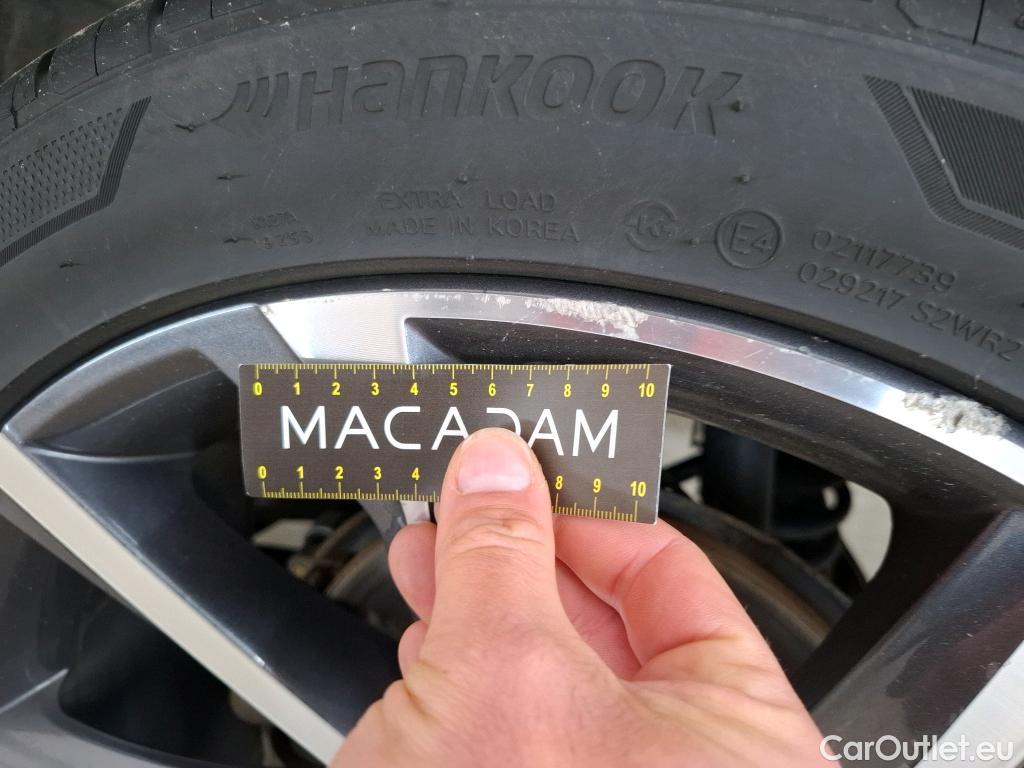 Hankook
EXTRA LOAD
MADE IN KOREA
E4
02117739
029217 S2WR2
0 1 2 3 4 5 6 7 8 9 10
MACADAM
0 1 2 3 4 8 9 10
CarOutlet.eu